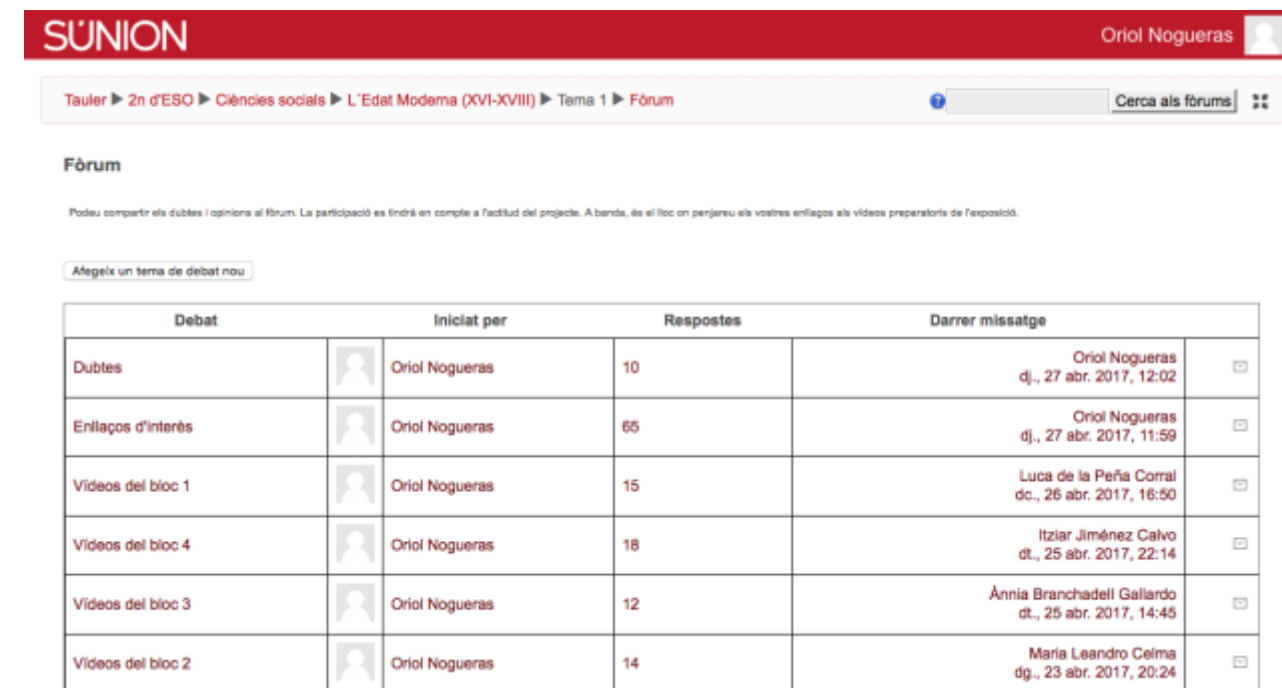 SÚNION
Oriol Nogueras
Tauler ▶ 2n d'ESO ▶ Ciències socials ▶ L´Edat Moderna (XVI-XVIII) ▶ Tema 1 ▶ Fòrum
Cerca als fòrums
Fòrum
Podeu compartir els dubtes i opinions al fòrum. La participació es tindrà en compte a l'actitud del projecte. A banda, és el lloc on penjareu els vostres enllaços als vídeos preparatoris de l'exposició.
Afegeix un tema de debat nou
Debat Iniciat per Respostes Darrer missatge
Dubtes Oriol Nogueras 10 Oriol Nogueras
dj., 27 abr. 2017, 12:02
Enllaços d'interès Oriol Nogueras 65 Oriol Nogueras
dj., 27 abr. 2017, 11:59
Vídeos del bloc 1 Oriol Nogueras 15 Luca de la Peña Corral
dc., 26 abr. 2017, 16:50
Vídeos del bloc 4 Oriol Nogueras 18 Itziar Jiménez Calvo
dt., 25 abr. 2017, 22:14
Vídeos del bloc 3 Oriol Nogueras 12 Ànnia Branchadell Gallardo
dt., 25 abr. 2017, 14:45
Vídeos del bloc 2 Oriol Nogueras 14 Maria Leandro Celma
dg., 23 abr. 2017, 20:24